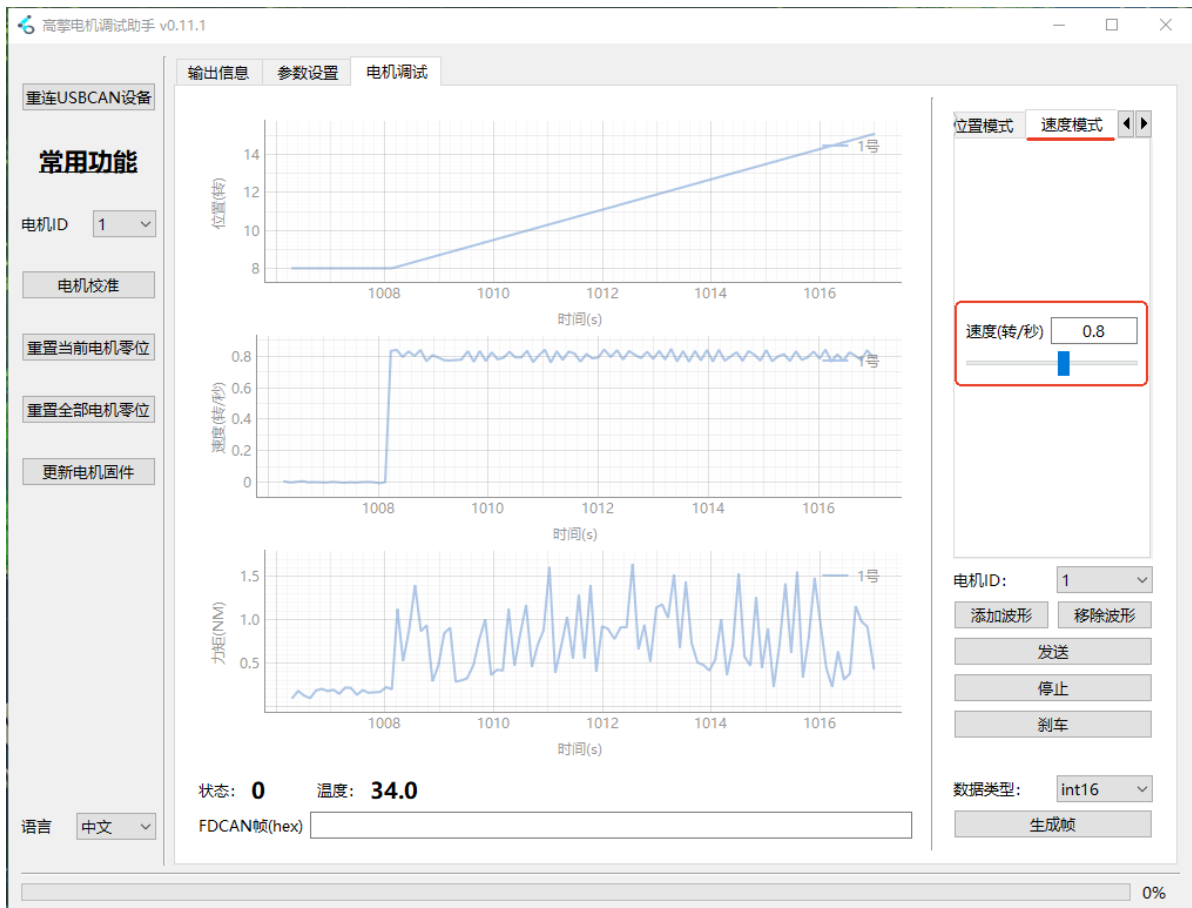 高擎电机调试助手 v0.11.1
重连USBCAN设备
常用功能
电机ID 1
电机校准
重置当前电机零位
重置全部电机零位
更新电机固件
语言 中文
输出信息 参数设置 电机调试
位置(转)
14
12
10
8
1号
1008 1010 1012 1014 1016
时间(s)
速度(转/秒)
0.8
0.6
0.4
0.2
0
1号
1008 1010 1012 1014 1016
时间(s)
力矩(NM)
1.5
1.0
0.5
1号
1008 1010 1012 1014 1016
时间(s)
状态: 0 温度: 34.0
FDCAN帧(hex)
位置模式 速度模式
速度(转/秒) 0.8
电机ID: 1
添加波形 移除波形
发送
停止
刹车
数据类型: int16
生成帧
0%